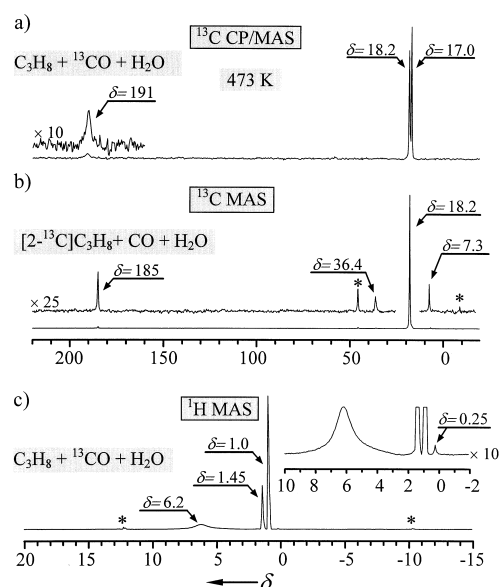 a)
¹³C CP/MAS
C₃H₈ + ¹³CO + H₂O
473 K
δ= 18.2
δ= 17.0
δ= 191
× 10
b)
¹³C MAS
[2-¹³C]C₃H₈+ CO + H₂O
δ= 18.2
δ= 185
δ= 36.4
δ= 7.3
× 25
*
*
200 150 100 50 0
c)
¹H MAS
C₃H₈ + ¹³CO + H₂O
δ= 1.0
δ= 1.45
δ= 6.2
δ= 0.25
× 10
10 8 6 4 2 0 -2
*
*
20 15 10 5 0 -5 -10 -15
δ